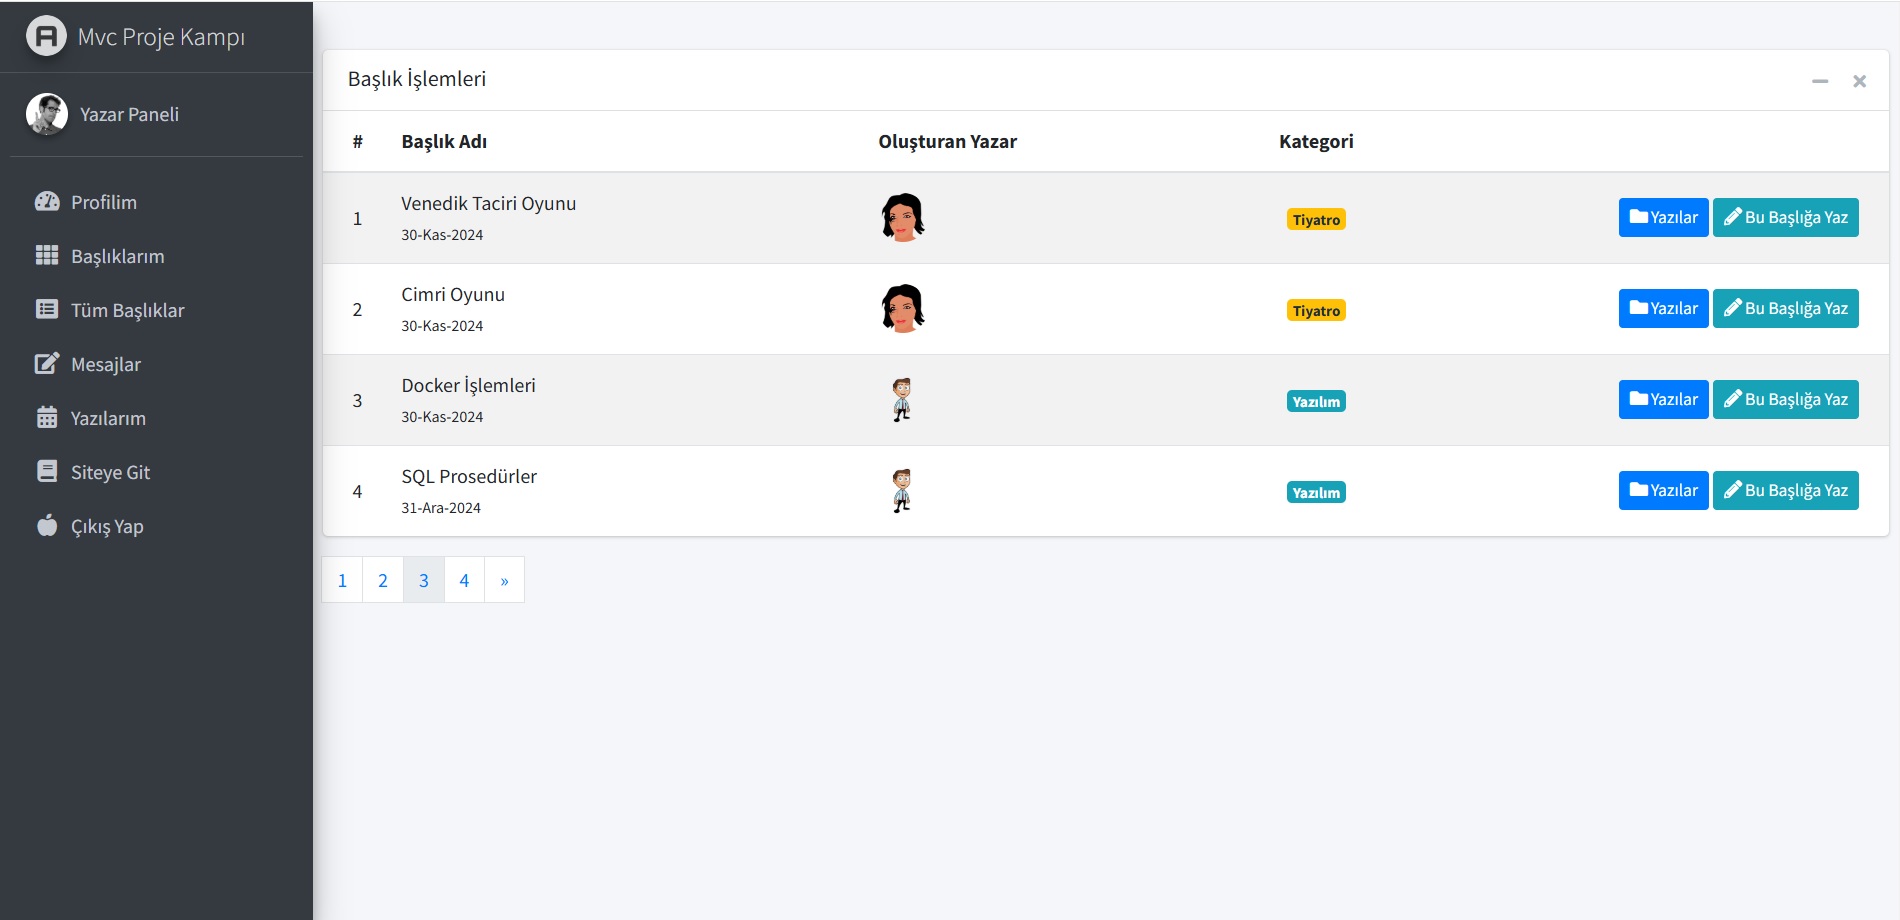 Mvc Proje Kampı
Yazar Paneli
Profilim
Başlıklarım
Tüm Başlıklar
Mesajlar
Yazılarım
Siteye Git
Çıkış Yap
Başlık İşlemleri
# Başlık Adı Oluşturan Yazar Kategori
1 Venedik Taciri Oyunu
30-Kas-2024
Tiyatro Yazılar Bu Başlığa Yaz
2 Cimri Oyunu
30-Kas-2024
Tiyatro Yazılar Bu Başlığa Yaz
3 Docker İşlemleri
30-Kas-2024
Yazılım Yazılar Bu Başlığa Yaz
4 SQL Prosedürler
31-Ara-2024
Yazılım Yazılar Bu Başlığa Yaz
1 2 3 4 »